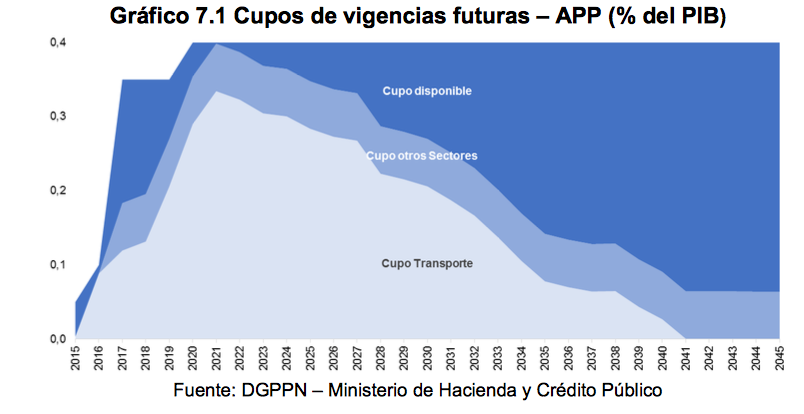 Gráfico 7.1 Cupos de vigencias futuras – APP (% del PIB)
0,4
0,3
0,2
0,1
0,0
Cupo disponible
Cupo otros Sectores
Cupo Transporte
2015 2016 2017 2018 2019 2020 2021 2022 2023 2024 2025 2026 2027 2028 2029 2030 2031 2032 2033 2034 2035 2036 2037 2038 2039 2040 2041 2042 2043 2044 2045
Fuente: DGPPN – Ministerio de Hacienda y Crédito Público